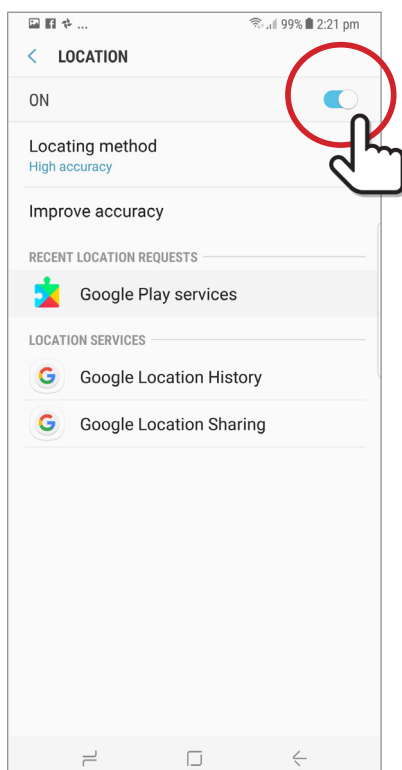 ... 99% 2:21 pm
LOCATION
ON
Locating method
High accuracy
Improve accuracy
RECENT LOCATION REQUESTS
Google Play services
LOCATION SERVICES
G Google Location History
G Google Location Sharing